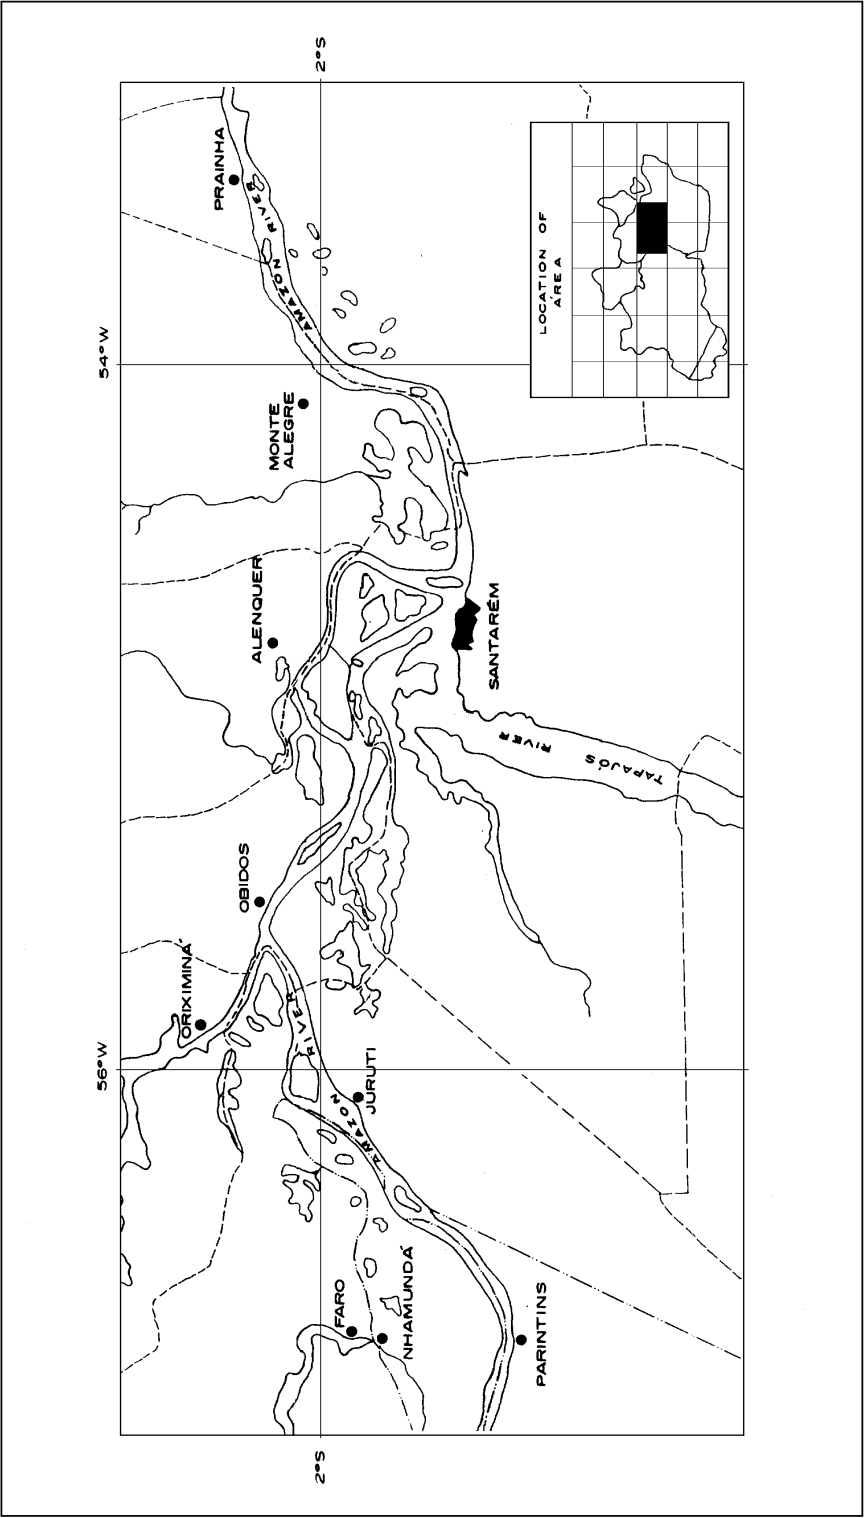 2°S
54°W
56°W
2°S
PRAINHA
AMAZON RIVER
MONTE
ALEGRE
ALENQUER
SANTARÉM
TAPAJÓS
RIVER
OBIDOS
ORIXIMINÁ
AMAZON RIVER
JURUTI
FARO
NHAMUNDÁ
PARINTINS
LOCATION OF
ÁREA